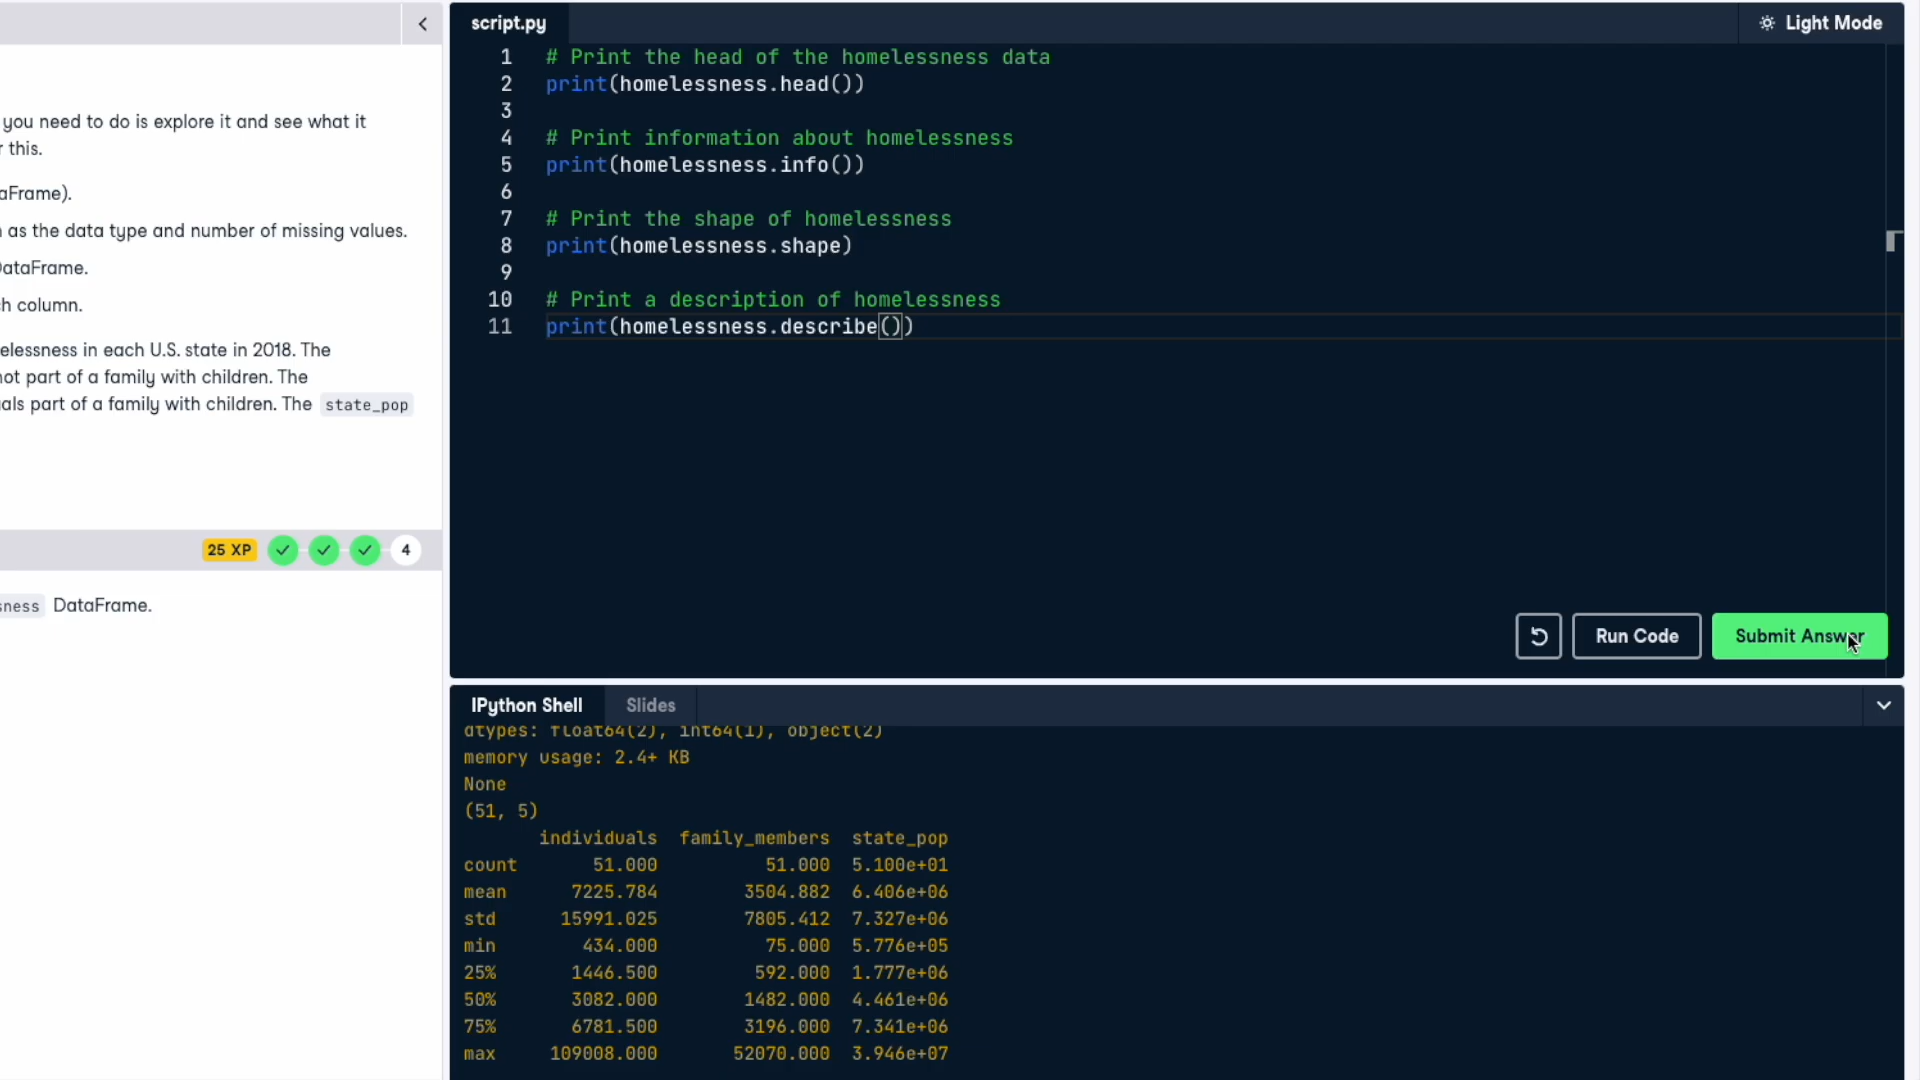 you need to do is explore it and see what it
this.
aFrame).
as the data type and number of missing values.
DataFrame.
h column.
elessness in each U.S. state in 2018. The
not part of a family with children. The
als part of a family with children. The state_pop
25 XP 4
sness DataFrame.
script.py
Light Mode
1 # Print the head of the homelessness data
2 print(homelessness.head())
3
4 # Print information about homelessness
5 print(homelessness.info())
6
7 # Print the shape of homelessness
8 print(homelessness.shape)
9
10 # Print a description of homelessness
11 print(homelessness.describe())
Run Code
Submit Answer
IPython Shell
Slides
dtypes: float64(2), int64(1), object(2)
memory usage: 2.4+ KB
None
(51, 5)
individuals family_members state_pop
count 51.000 51.000 5.100e+01
mean 7225.784 3504.882 6.406e+06
std 15991.025 7805.412 7.327e+06
min 434.000 75.000 5.776e+05
25% 1446.500 592.000 1.777e+06
50% 3082.000 1482.000 4.461e+06
75% 6781.500 3196.000 7.341e+06
max 109008.000 52070.000 3.946e+07